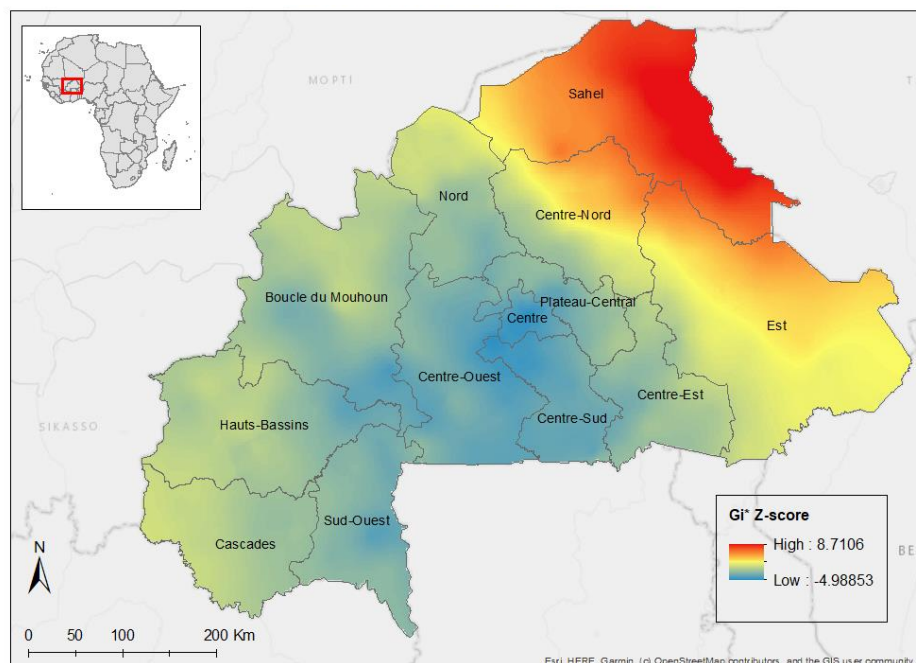 MOPTI
Sahel
Nord
Centre-Nord
Boucle du Mouhoun
Plateau-Central
Centre
Est
Centre-Ouest
Centre-Est
Centre-Sud
Hauts-Bassins
SIKASSO
Sud-Ouest
Cascades
Gi* Z-score
High : 8.7106
Low : -4.98853
BE
N
0 50 100 200 Km
Esri, HERE, Garmin, (c) OpenStreetMap contributors, and the GIS user community